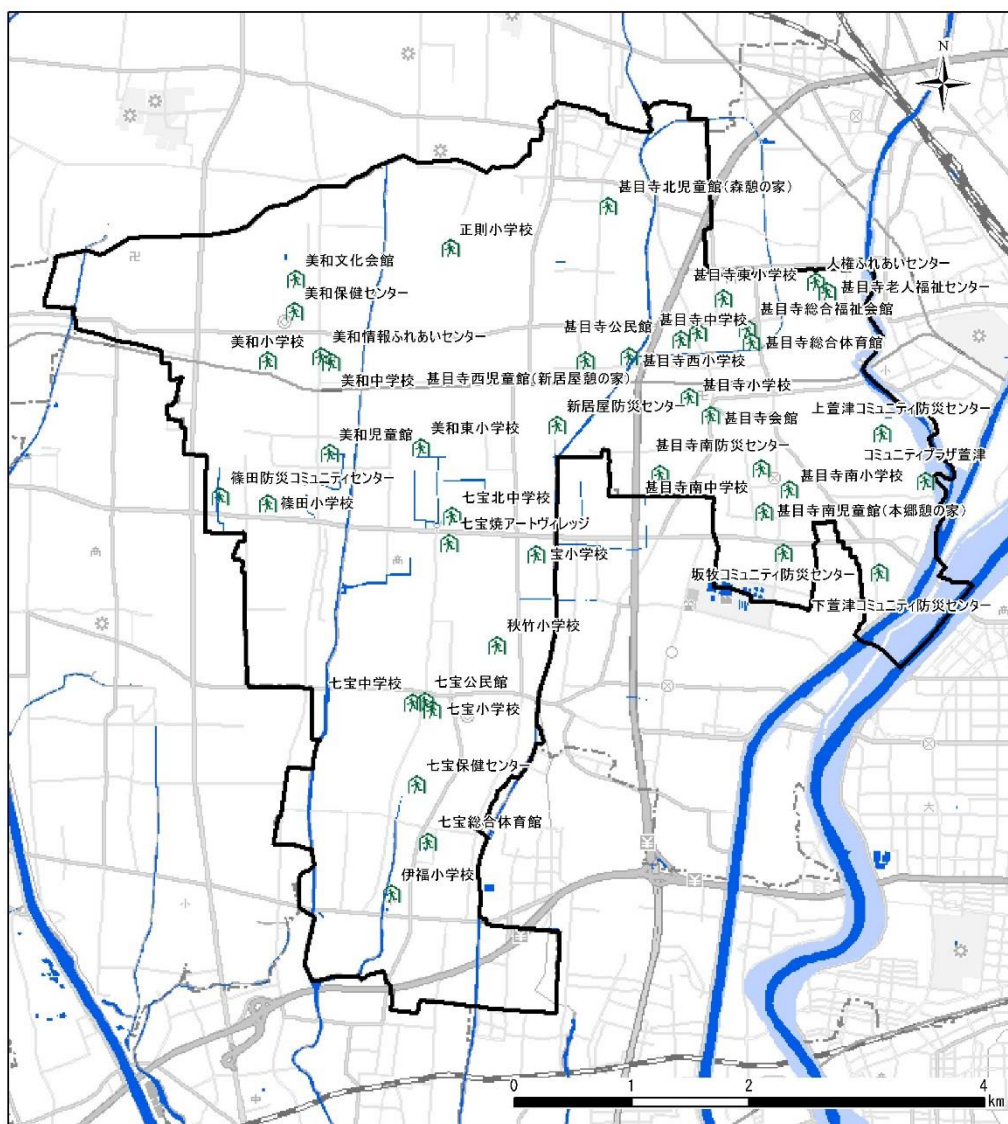 N
甚目寺北児童館(森憩の家)
正則小学校
美和文化会館
人権ふれあいセンター
甚目寺東小学校
甚目寺老人福祉センター
美和保健センター
甚目寺総合福祉会館
甚目寺公民館
甚目寺中学校
美和情報ふれあいセンター
美和小学校
甚目寺総合体育館
甚目寺西小学校
美和中学校
甚目寺西児童館(新居屋憩の家)
甚目寺小学校
新居屋防災センター
甚目寺会館
上萱津コミュニティ防災センター
美和児童館
美和東小学校
甚目寺南防災センター
コミュニティプラザ萱津
篠田防災コミュニティセンター
甚目寺南中学校
甚目寺南小学校
篠田小学校
七宝北中学校
甚目寺南児童館(本郷憩の家)
七宝焼アートヴィレッジ
宝小学校
坂牧コミュニティ防災センター
下萱津コミュニティ防災センター
秋竹小学校
七宝中学校
七宝公民館
七宝小学校
七宝保健センター
七宝総合体育館
伊福小学校
0 1 2 4
km